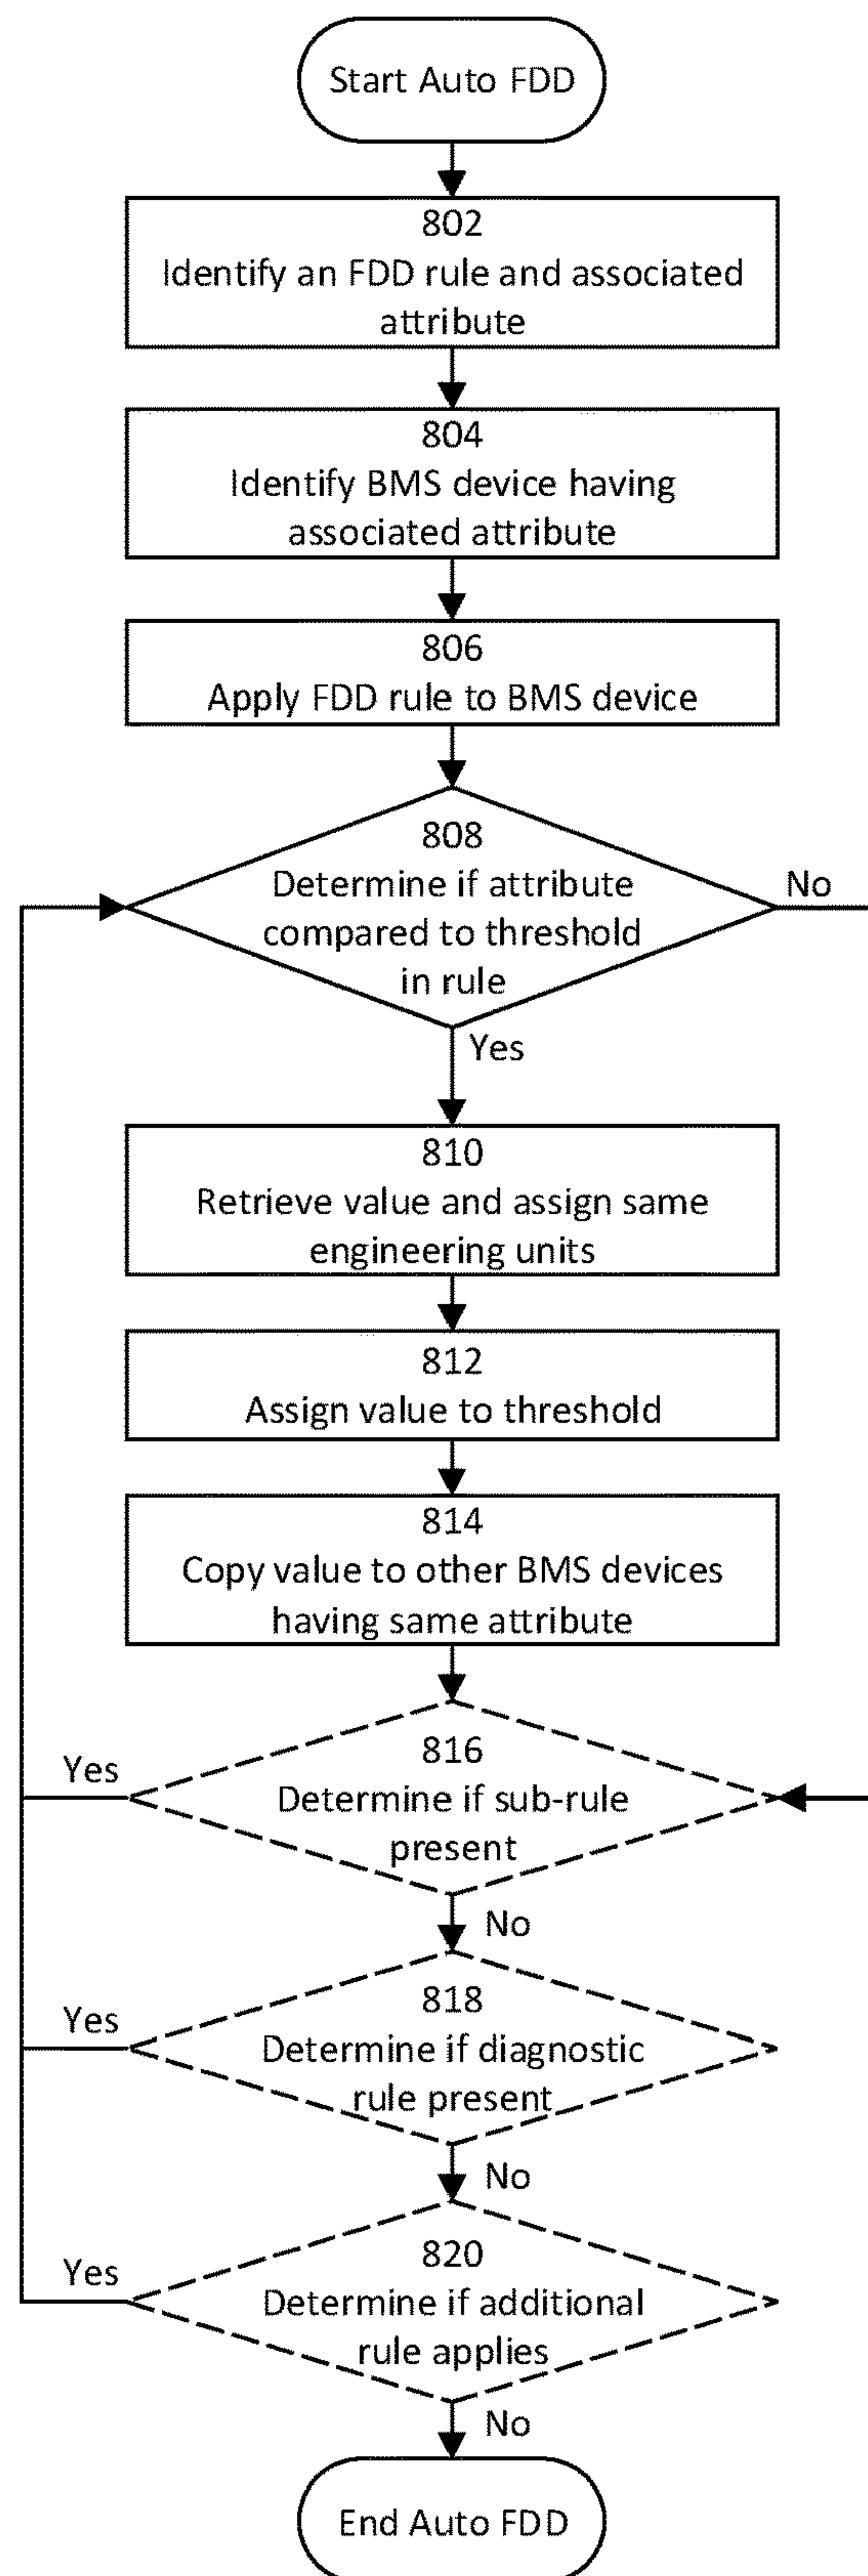 Start Auto FDD
802
Identify an FDD rule and associated
attribute
804
Identify BMS device having
associated attribute
806
Apply FDD rule to BMS device
808
Determine if attribute
compared to threshold
in rule
No
Yes
810
Retrieve value and assign same
engineering units
812
Assign value to threshold
814
Copy value to other BMS devices
having same attribute
816
Determine if sub-rule
present
Yes
No
818
Determine if diagnostic
rule present
Yes
No
820
Determine if additional
rule applies
Yes
No
End Auto FDD